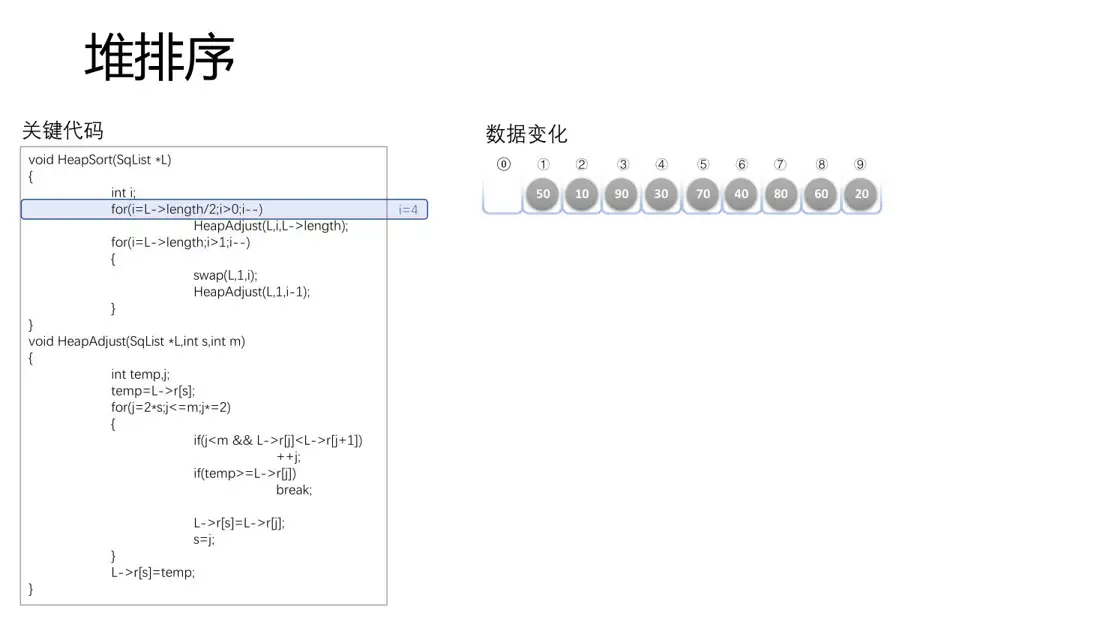 堆排序
关键代码
void HeapSort(SqList *L)
{
int i;
for(i=L->length/2;i>0;i--)
i=4
HeapAdjust(L,i,L->length);
for(i=L->length;i>1;i--)
{
swap(L,1,i);
HeapAdjust(L,1,i-1);
}
}
void HeapAdjust(SqList *L,int s,int m)
{
int temp,j;
temp=L->r[s];
for(j=2*s;j<=m;j*=2)
{
if(j<m && L->r[j]<L->r[j+1])
++j;
if(temp>=L->r[j])
break;
L->r[s]=L->r[j];
s=j;
}
L->r[s]=temp;
}
数据变化
⓪ ① ② ③ ④ ⑤ ⑥ ⑦ ⑧ ⑨
50 10 90 30 70 40 80 60 20